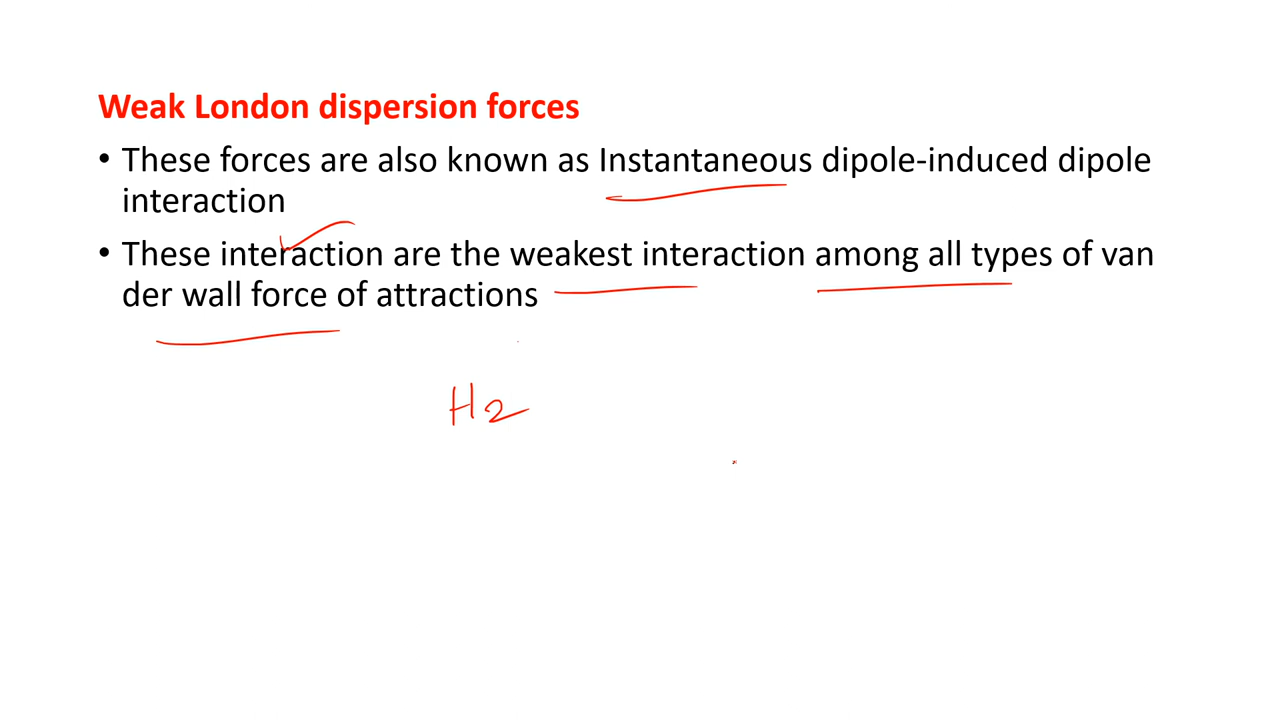 Weak London dispersion forces
• These forces are also known as Instantaneous dipole-induced dipole
interaction
• These interaction are the weakest interaction among all types of van
der wall force of attractions
H2